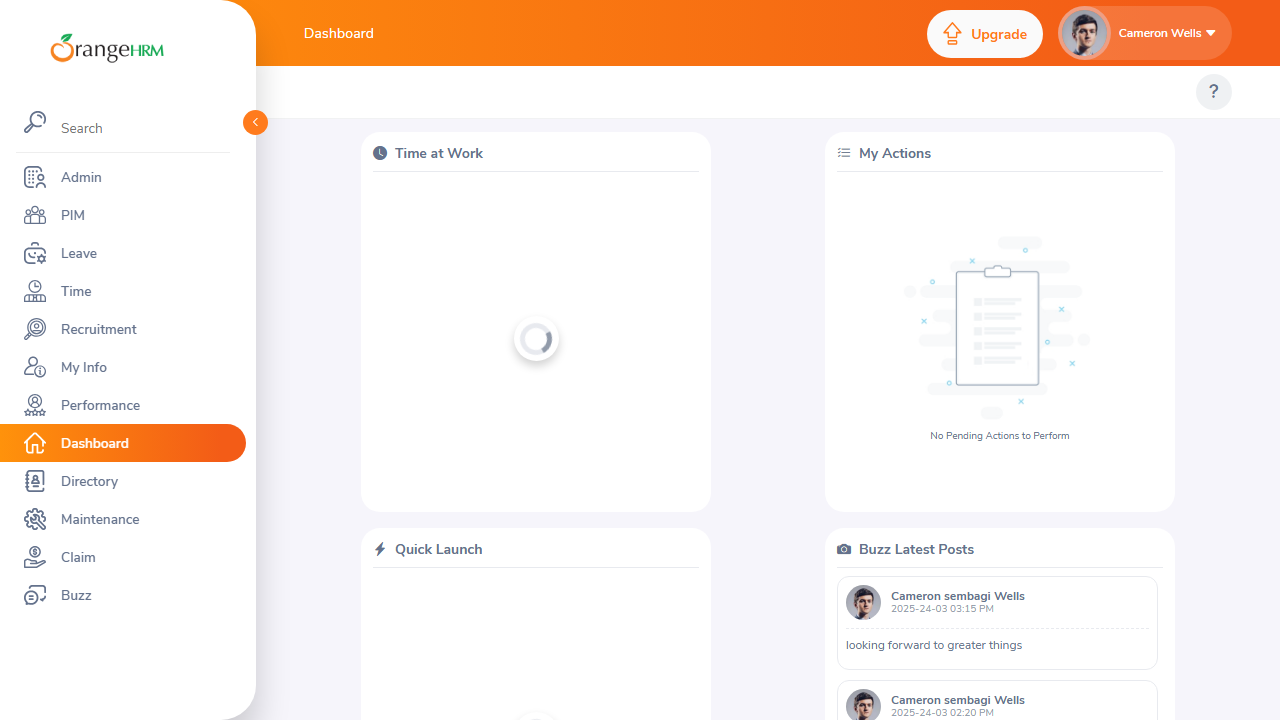 OrangeHRM
Dashboard
Upgrade
Cameron Wells
?
Search
Admin
PIM
Leave
Time
Recruitment
My Info
Performance
Dashboard
Directory
Maintenance
Claim
Buzz
Time at Work
My Actions
No Pending Actions to Perform
Quick Launch
Buzz Latest Posts
Cameron sembagi Wells
2025-24-03 03:15 PM
looking forward to greater things
Cameron sembagi Wells
2025-24-03 02:20 PM